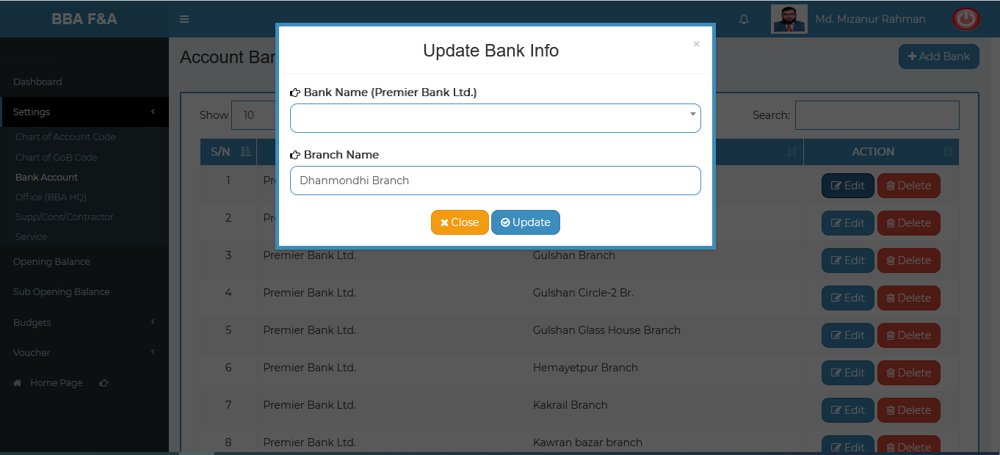 BBA F&A
Md. Mizanur Rahman
Update Bank Info
×
Account Ban
Add Bank
Dashboard
Settings
Chart of Account Code
Chart of GoB Code
Bank Account
Office (BBA HQ)
Supp/Cons/Contractor
Service
Opening Balance
Sub Opening Balance
Budgets
Voucher
Home Page
Bank Name (Premier Bank Ltd.)
Branch Name
Dhanmondhi Branch
Close Update
Show 10
Search:
S/N ACTION
1 Pr Edit Delete
2 Pr Edit Delete
3 Premier Bank Ltd. Gulshan Branch Edit Delete
4 Premier Bank Ltd. Gulshan Circle-2 Br. Edit Delete
5 Premier Bank Ltd. Gulshan Glass House Branch Edit Delete
6 Premier Bank Ltd. Hemayetpur Branch Edit Delete
7 Premier Bank Ltd. Kakrail Branch Edit Delete
8 Premier Bank Ltd. Kawran bazar branch Edit Delete